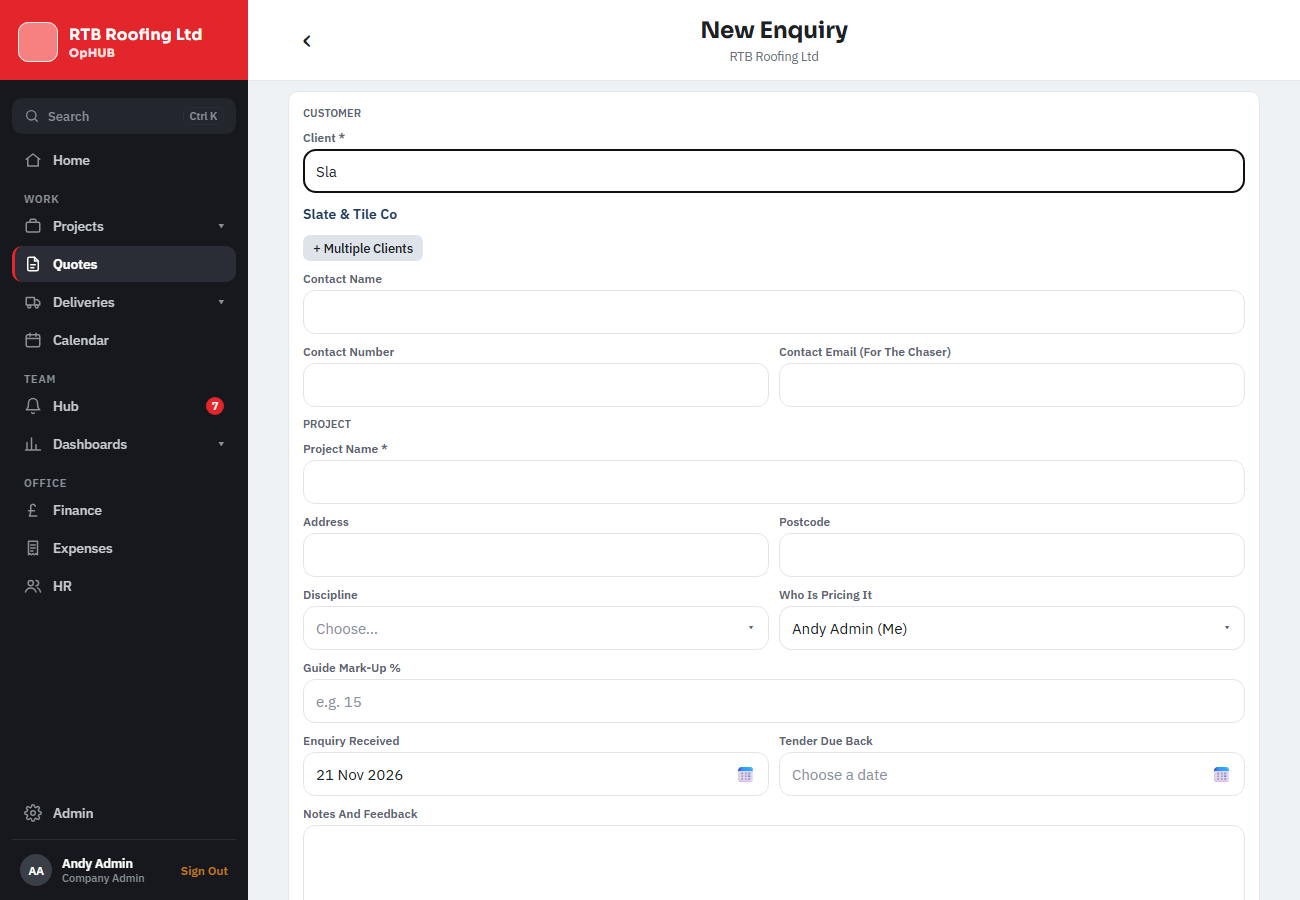 RTB Roofing Ltd
OpHUB
Search Ctrl K
Home
WORK
Projects
Quotes
Deliveries
Calendar
TEAM
Hub 7
Dashboards
OFFICE
Finance
Expenses
HR
Admin
AA Andy Admin
Company Admin
Sign Out
New Enquiry
RTB Roofing Ltd
CUSTOMER
Client *
Sla
Slate & Tile Co
+ Multiple Clients
Contact Name
Contact Number Contact Email (For The Chaser)
PROJECT
Project Name *
Address Postcode
Discipline Who Is Pricing It
Choose... Andy Admin (Me)
Guide Mark-Up %
e.g. 15
Enquiry Received Tender Due Back
21 Nov 2026 Choose a date
Notes And Feedback